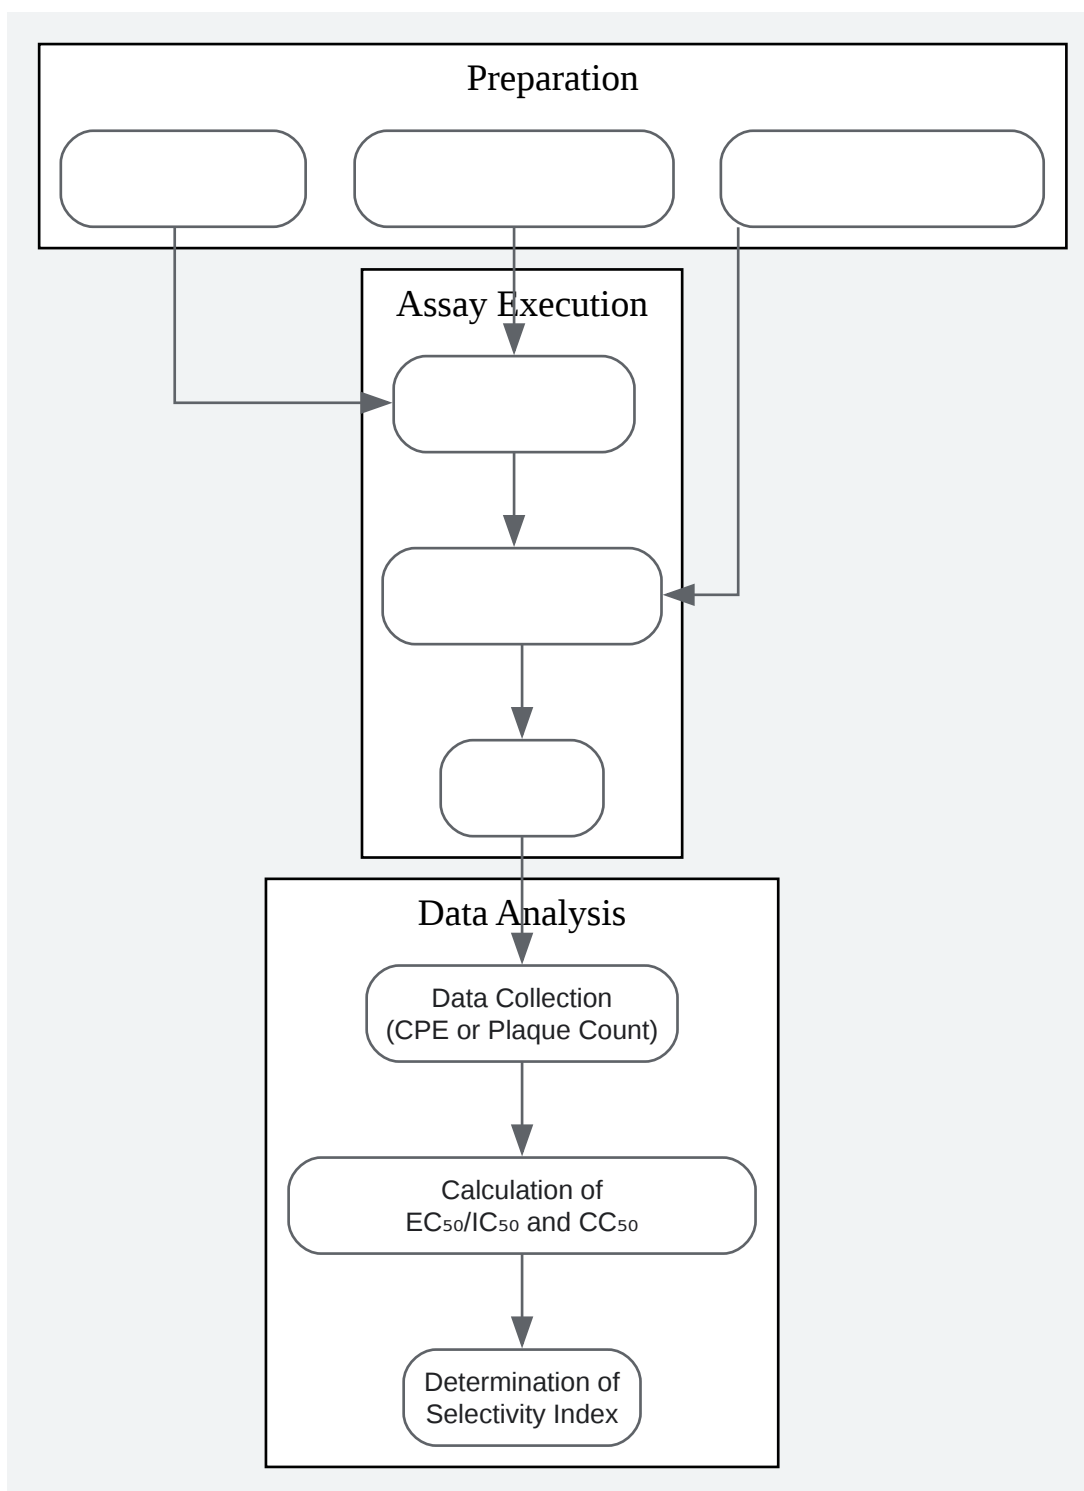 Preparation
Assay Execution
Data Analysis
Data Collection
(CPE or Plaque Count)
Calculation of
EC₅₀/IC₅₀ and CC₅₀
Determination of
Selectivity Index